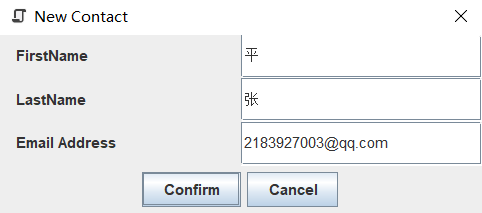 New Contact
FirstName 平
LastName 张
Email Address 2183927003@qq.com
Confirm Cancel